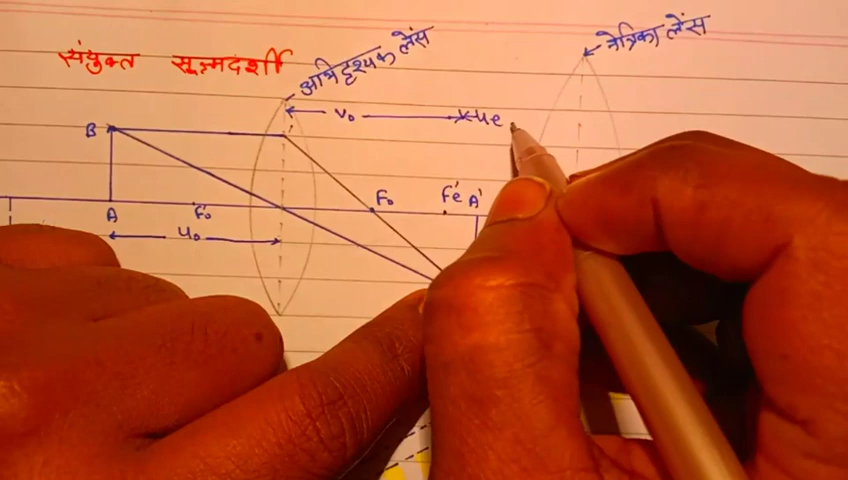 संयुक्त सूक्ष्मदर्शी
अभिदृश्यक लेंस
नेत्रिका लेंस
v₀
ue
B
A
F₀'
F₀
Fe'
A'
u₀